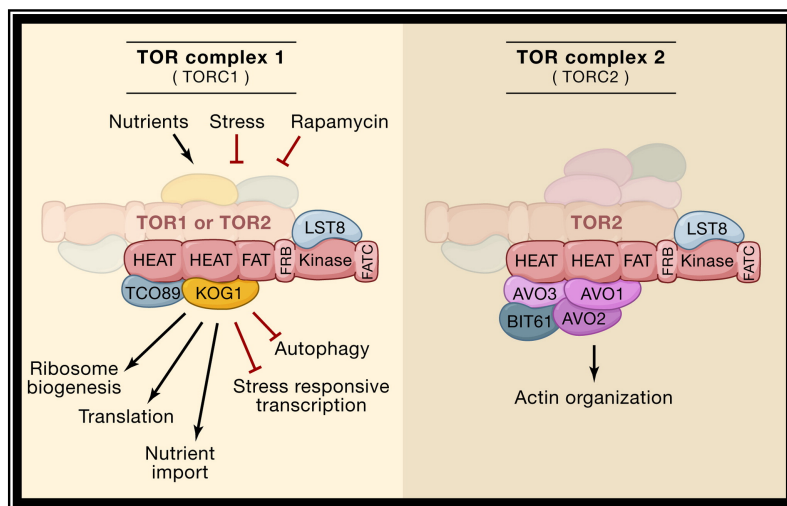 TOR complex 1
( TORC1 )
Nutrients Stress Rapamycin
TOR1 or TOR2
LST8
HEAT HEAT FAT FRB Kinase FATC
TCO89 KOG1
Autophagy
Ribosome
biogenesis
Stress responsive
transcription
Translation
Nutrient
import
TOR complex 2
( TORC2 )
TOR2
LST8
HEAT HEAT FAT FRB Kinase FATC
AVO3 AVO1
BIT61 AVO2
Actin organization